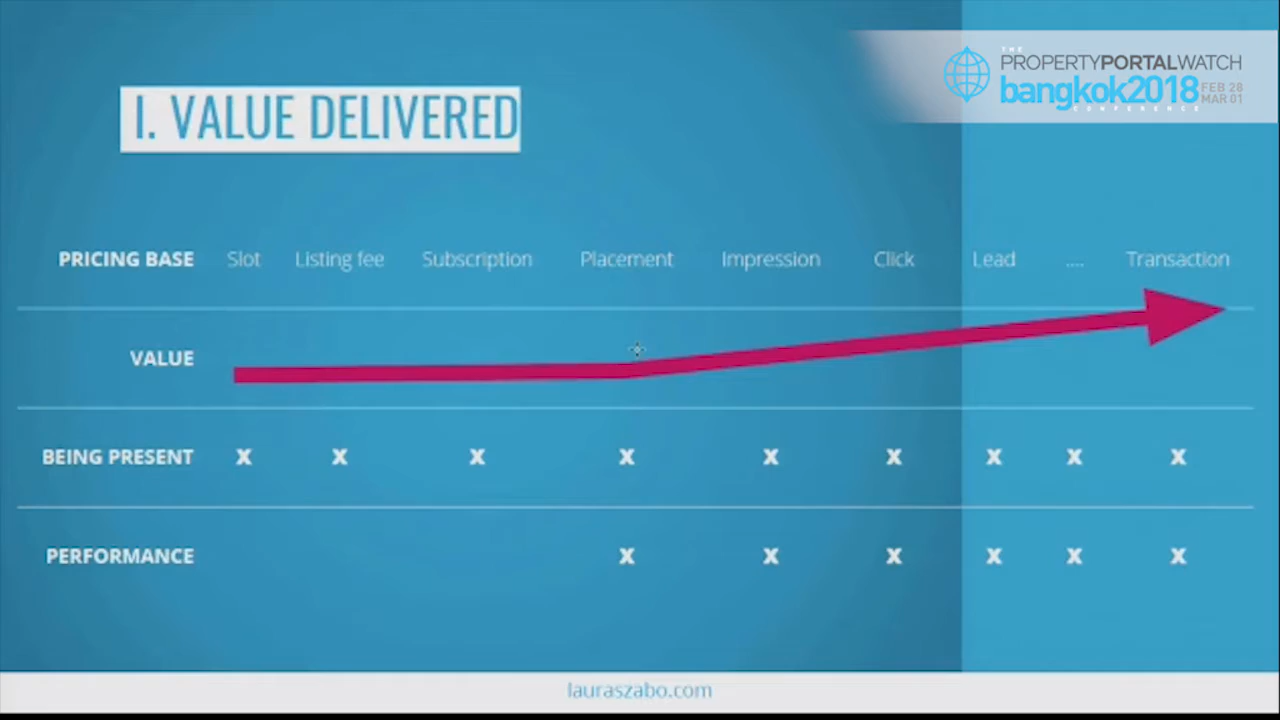 THE
PROPERTYPORTALWATCH
bangkok2018 FEB 28 MAR 01
CONFERENCE
I. VALUE DELIVERED
PRICING BASE Slot Listing fee Subscription Placement Impression Click Lead .... Transaction
VALUE
BEING PRESENT X X X X X X X X X
PERFORMANCE X X X X X X
lauraszabo.com